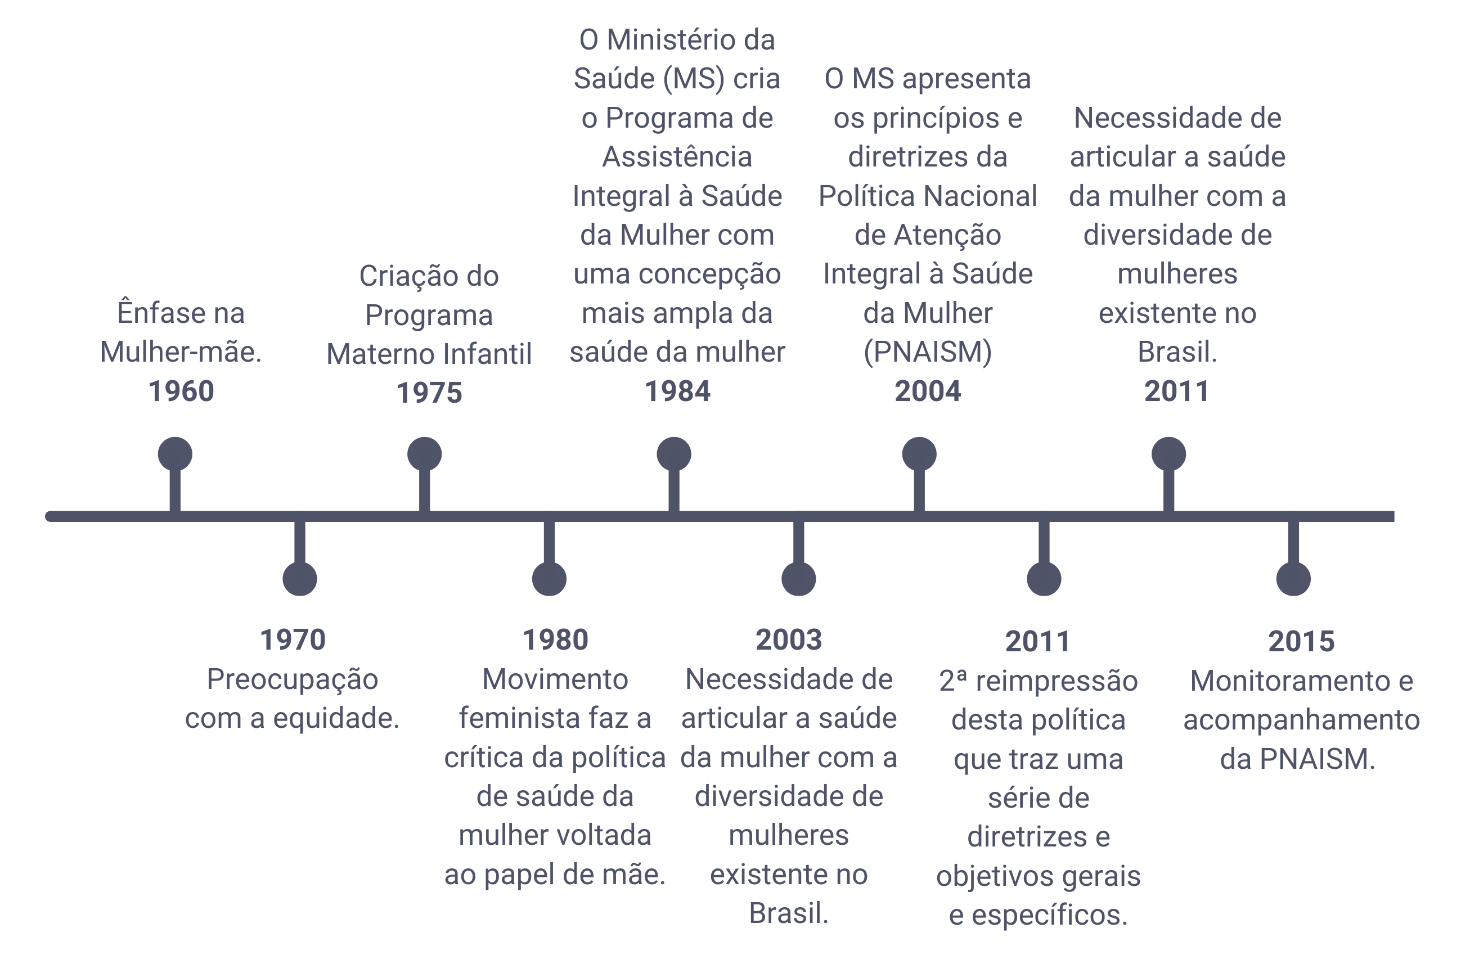 Ênfase na
Mulher-mãe.
1960
1970
Preocupação
com a equidade.
Criação do
Programa
Materno Infantil
1975
1980
Movimento
feminista faz a
crítica da política
de saúde da
mulher voltada
ao papel de mãe.
O Ministério da
Saúde (MS) cria
o Programa de
Assistência
Integral à Saúde
da Mulher com
uma concepção
mais ampla da
saúde da mulher
1984
2003
Necessidade de
articular a saúde
da mulher com a
diversidade de
mulheres
existente no
Brasil.
O MS apresenta
os princípios e
diretrizes da
Política Nacional
de Atenção
Integral à Saúde
da Mulher
(PNAISM)
2004
2011
2ª reimpressão
desta política
que traz uma
série de
diretrizes e
objetivos gerais
e específicos.
Necessidade de
articular a saúde
da mulher com a
diversidade de
mulheres
existente no
Brasil.
2011
2015
Monitoramento e
acompanhamento
da PNAISM.